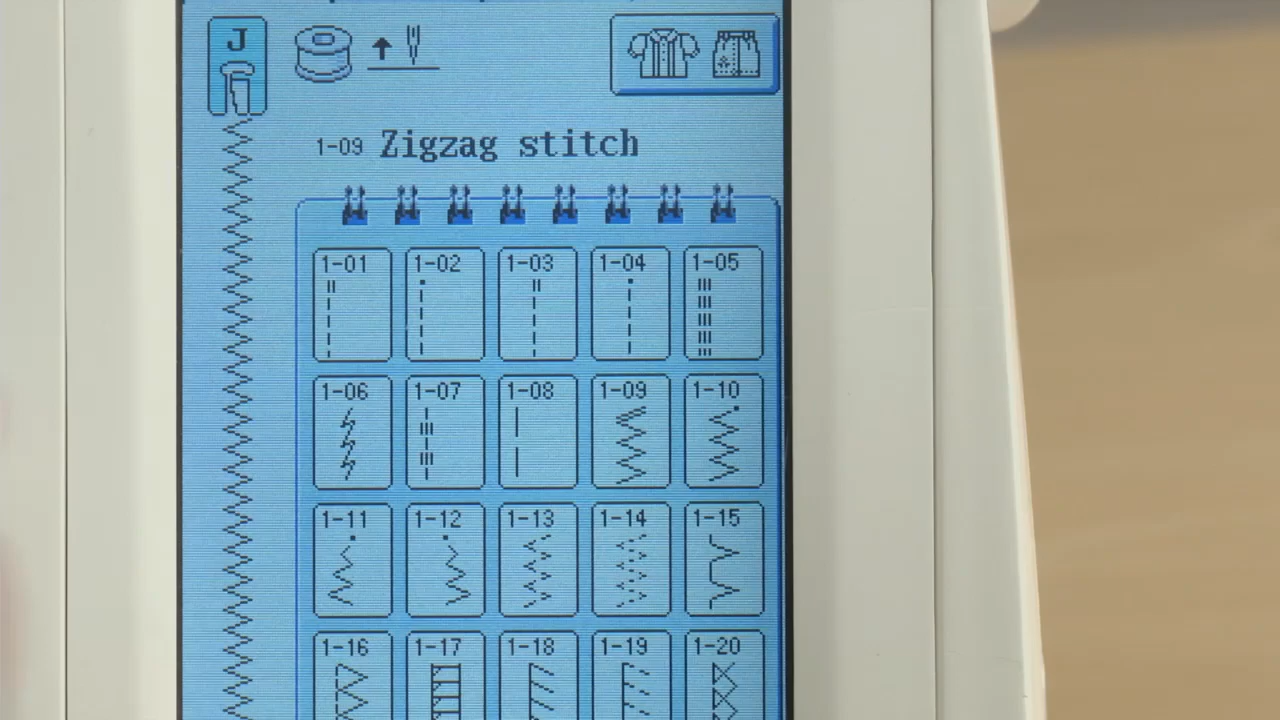 J
1-09 Zigzag stitch
1-01 1-02 1-03 1-04 1-05
1-06 1-07 1-08 1-09 1-10
1-11 1-12 1-13 1-14 1-15
1-16 1-17 1-18 1-19 1-20